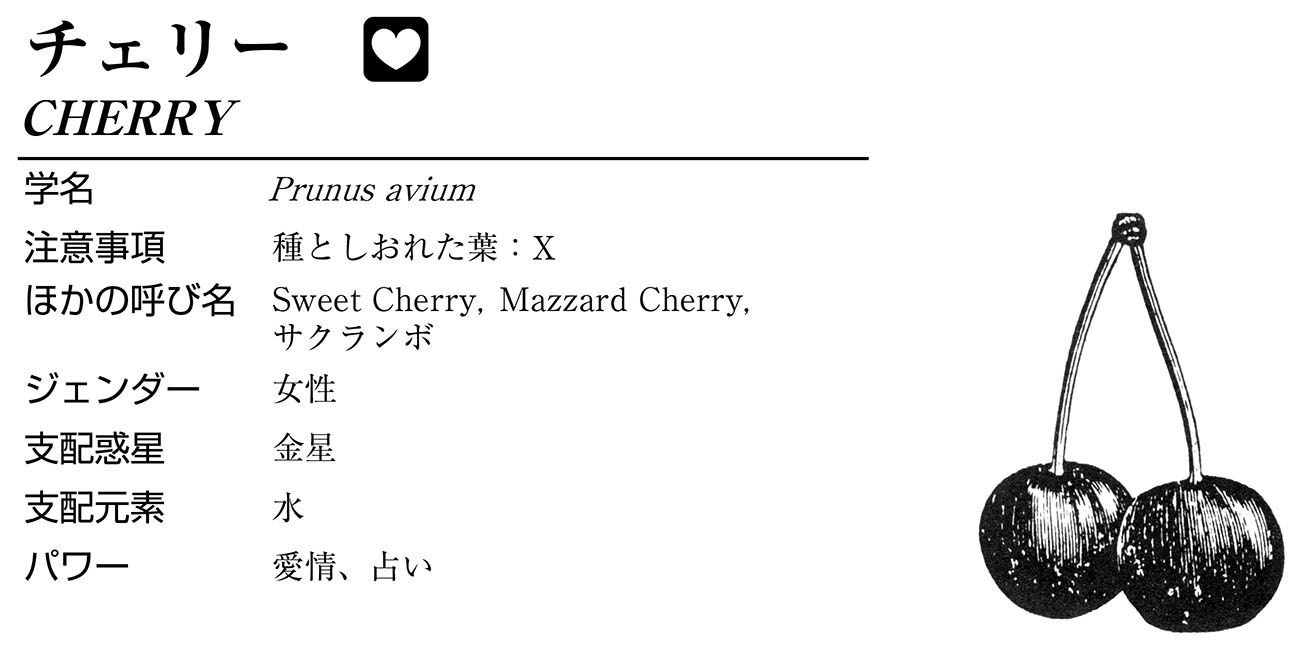 チェリー
CHERRY
学名 Prunus avium
注意事項 種としおれた葉：X
ほかの呼び名 Sweet Cherry, Mazzard Cherry,
サクランボ
ジェンダー 女性
支配惑星 金星
支配元素 水
パワー 愛情、占い